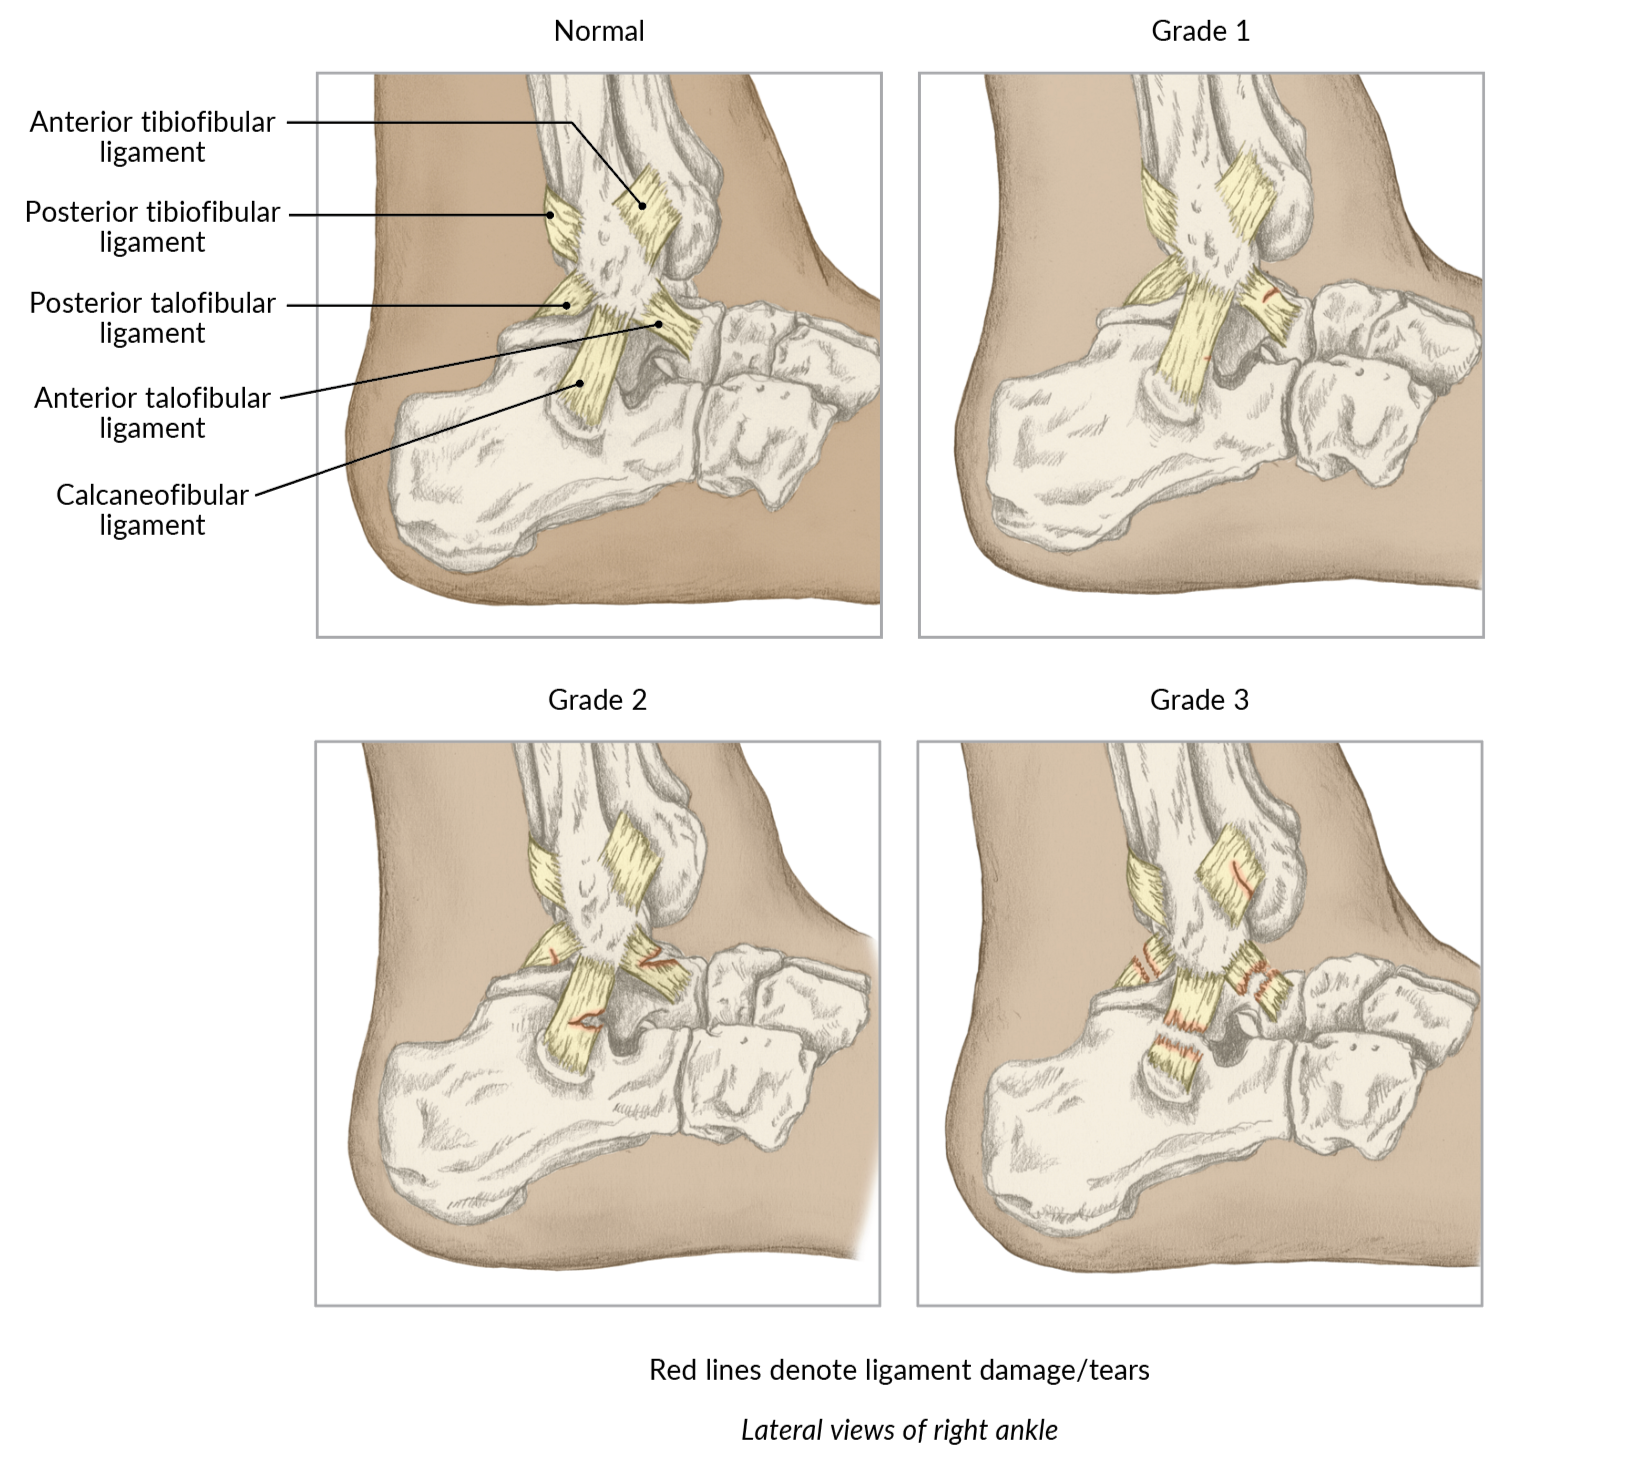 Normal
Grade 1
Anterior tibiofibular
ligament
Posterior tibiofibular
ligament
Posterior talofibular
ligament
Anterior talofibular
ligament
Calcaneofibular
ligament
Grade 2
Grade 3
Red lines denote ligament damage/tears
Lateral views of right ankle